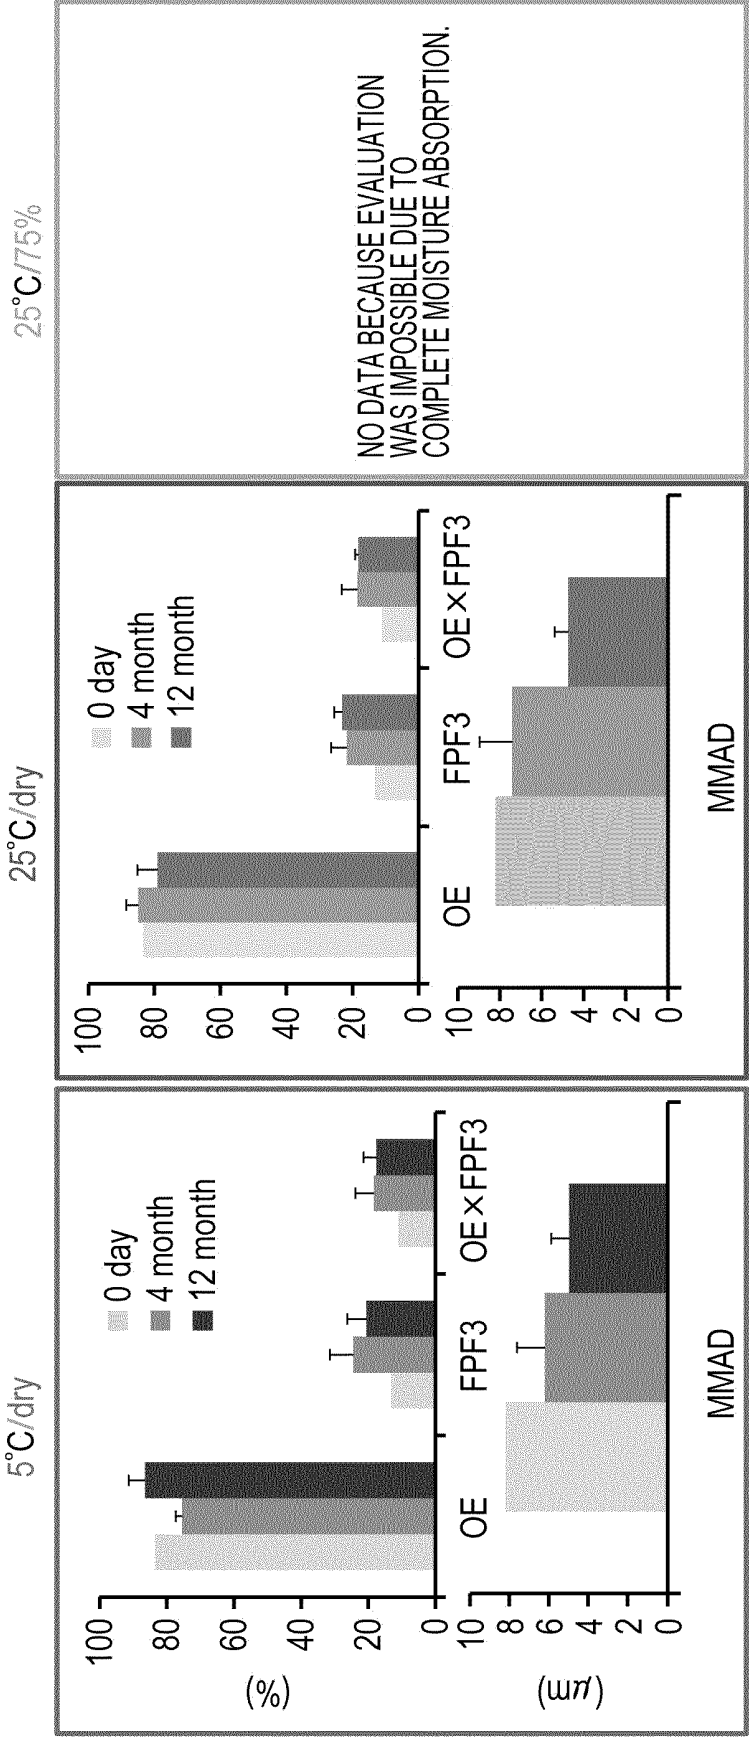 5°C/dry
0 day
4 month
12 month
(%)
100
80
60
40
20
0
OE
FPF3
OE×FPF3
(μm)
10
8
6
4
2
0
MMAD
25°C/dry
0 day
4 month
12 month
100
80
60
40
20
0
OE
FPF3
OE×FPF3
10
8
6
4
2
0
MMAD
25°C/75%
NO DATA BECAUSE EVALUATION
WAS IMPOSSIBLE DUE TO
COMPLETE MOISTURE ABSORPTION.